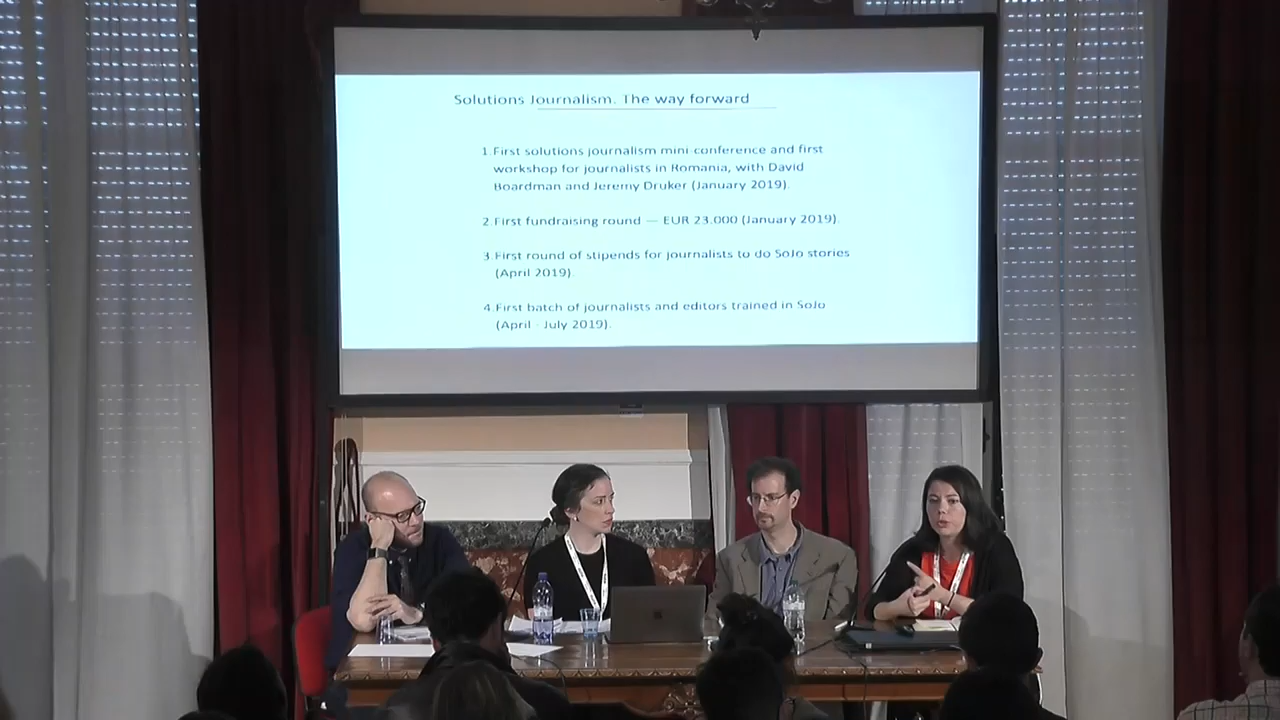 Solutions Journalism. The way forward
1. First solutions journalism mini-conference and first
workshop for journalists in Romania, with David
Boardman and Jeremy Druker (January 2019).
2. First fundraising round — EUR 23.000 (January 2019).
3. First round of stipends for journalists to do SoJo stories
(April 2019).
4. First batch of journalists and editors trained in SoJo
(April - July 2019).